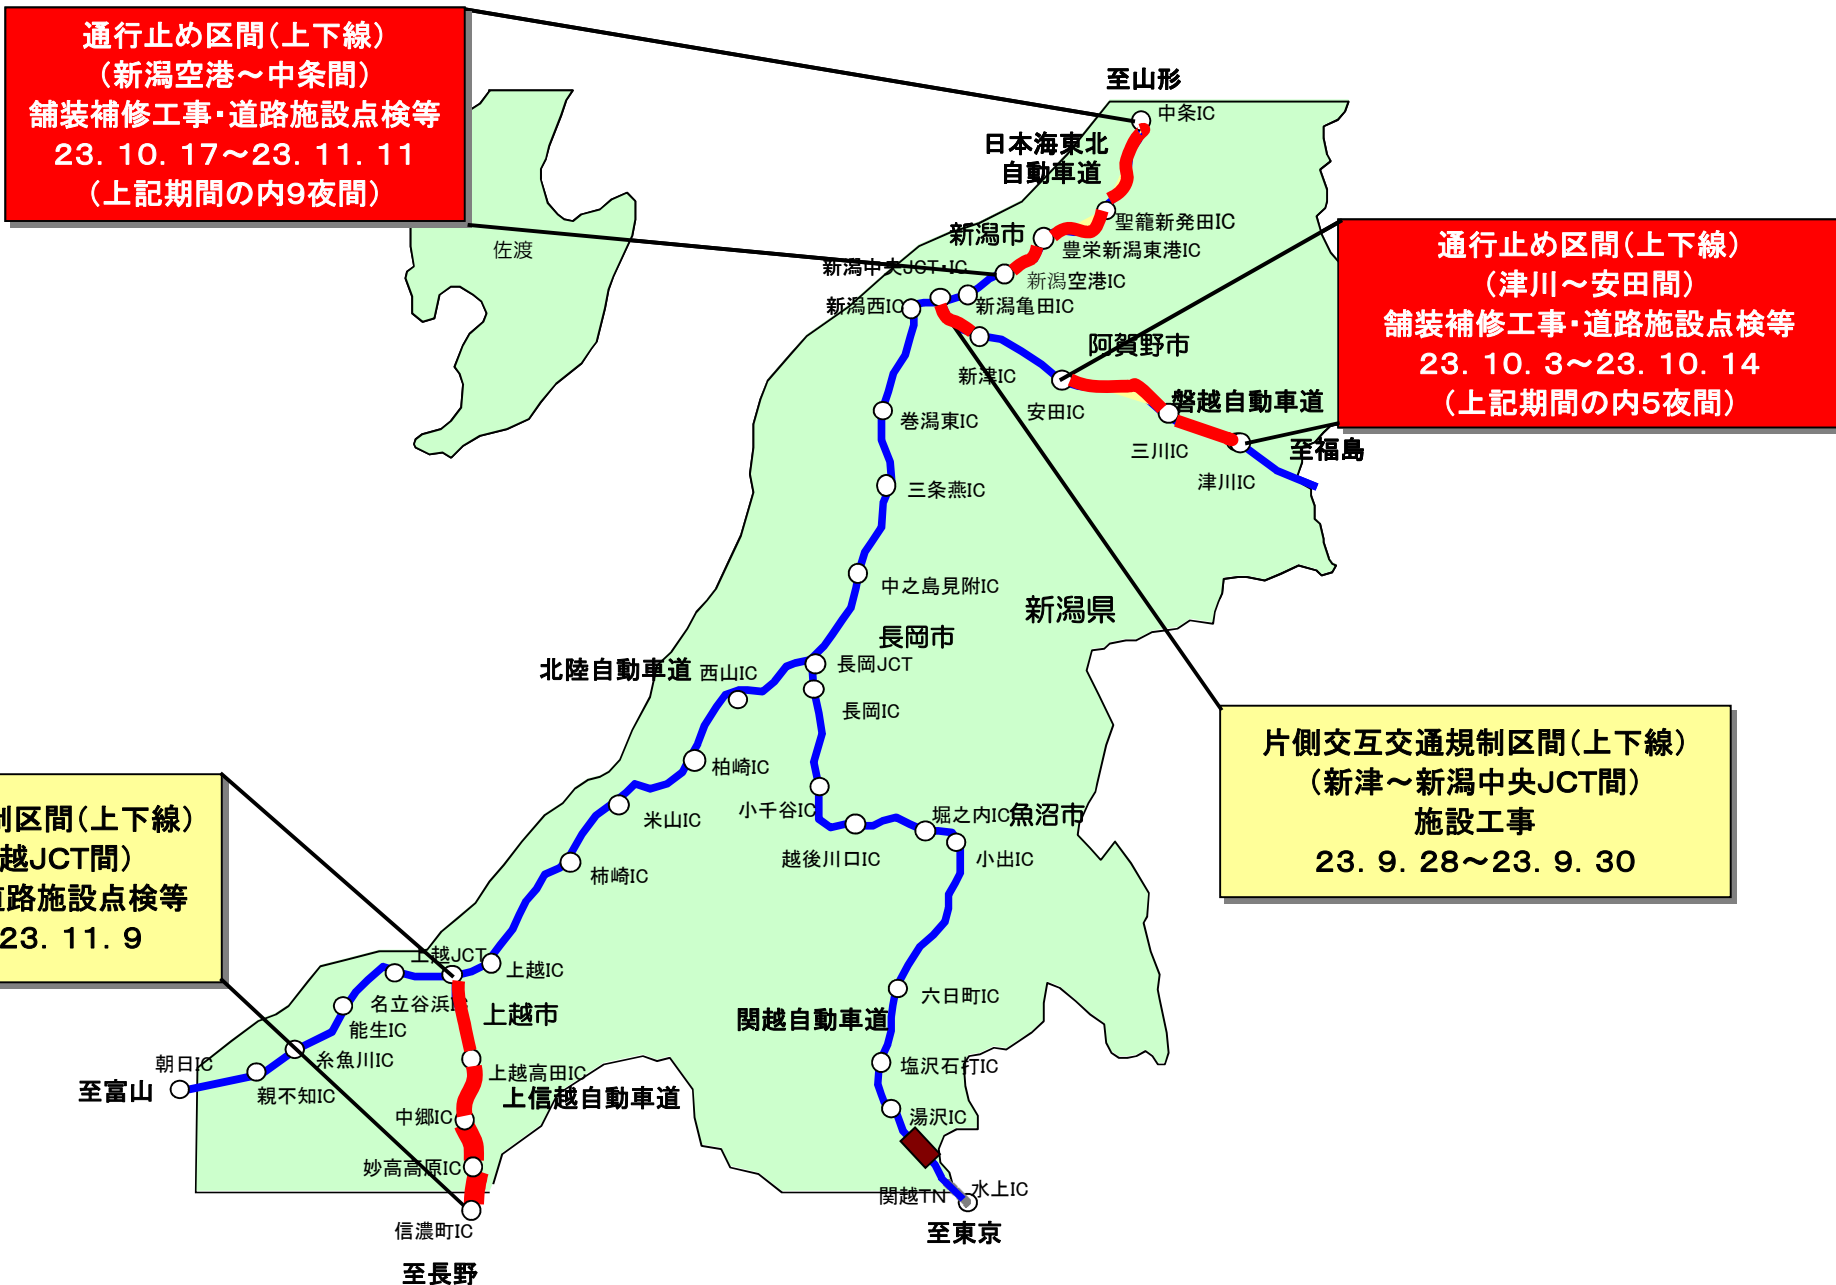 通行止め区間（上下線）
（新潟空港～中条間）
舗装補修工事・道路施設点検等
２３．１０．１７～２３．１１．１１
（上記期間の内９夜間）
至山形
中条IC
日本海東北
自動車道
聖籠新発田IC
新潟市
豊栄新潟東港IC
佐渡
新潟中央JCT・IC
新潟空港IC
新潟西IC
新潟亀田IC
通行止め区間（上下線）
（津川～安田間）
舗装補修工事・道路施設点検等
２３．１０．３～２３．１０．１４
（上記期間の内５夜間）
阿賀野市
新津IC
安田IC
磐越自動車道
巻潟東IC
三川IC
至福島
津川IC
三条燕IC
中之島見附IC
新潟県
長岡市
北陸自動車道
西山IC
長岡JCT
長岡IC
片側交互交通規制区間（上下線）
（新津～新潟中央JCT間）
施設工事
２３．９．２８～２３．９．３０
柏崎IC
米山IC
小千谷IC
堀之内IC
魚沼市
越後川口IC
小出IC
柿崎IC
制区間（上下線）
越JCT間）
道路施設点検等
２３．１１．９
上越JCT
上越IC
名立谷浜IC
六日町IC
能生IC
上越市
関越自動車道
朝日IC
糸魚川IC
塩沢石打IC
至富山
親不知IC
上越高田IC
上信越自動車道
中郷IC
湯沢IC
妙高高原IC
関越TN
水上IC
信濃町IC
至東京
至長野